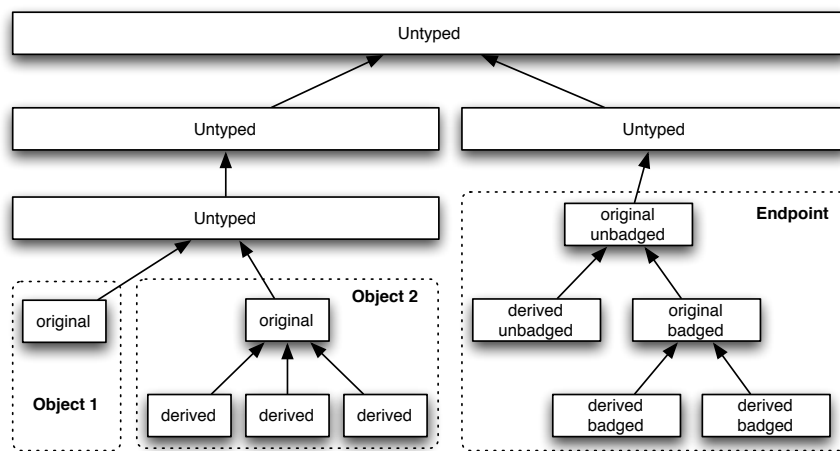 Untyped
Untyped
Untyped
Untyped
original
unbadged
Endpoint
original
Object 2
original
derived
unbadged
original
badged
Object 1
derived
derived
derived
derived
badged
derived
badged